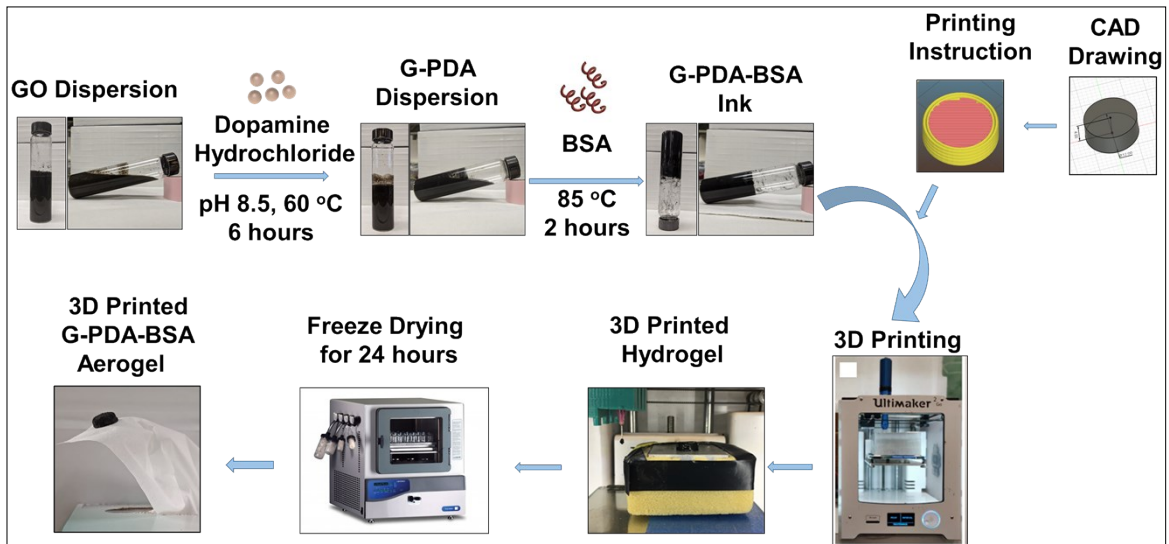 GO Dispersion
Dopamine
Hydrochloride
pH 8.5, 60 °C
6 hours
G-PDA
Dispersion
BSA
85 °C
2 hours
G-PDA-BSA
Ink
Printing
Instruction
CAD
Drawing
3D Printing
Ultimaker
3D Printed
Hydrogel
Freeze Drying
for 24 hours
3D Printed
G-PDA-BSA
Aerogel